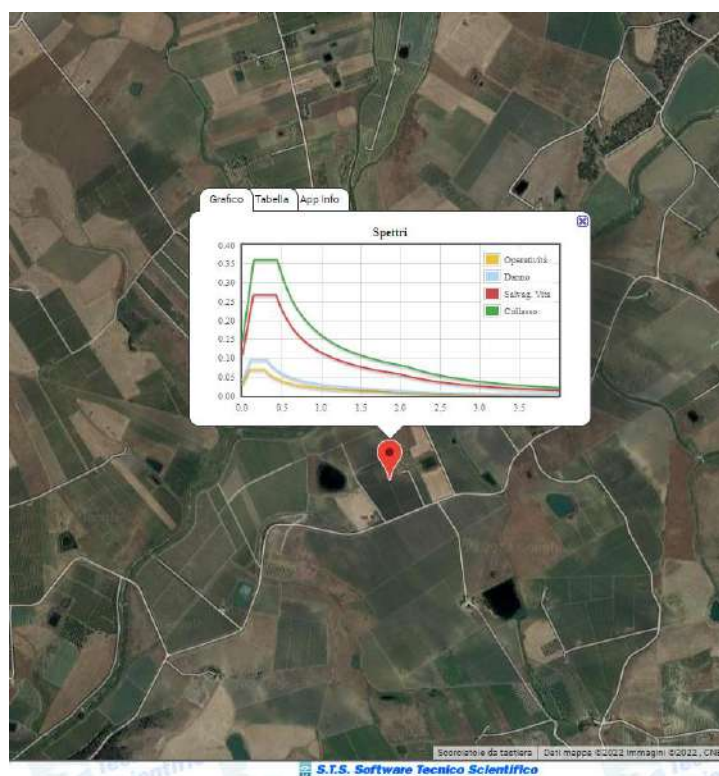 Grafico Tabella App Info
Spettri
0.40
0.35
0.30
0.25
0.20
0.15
0.10
0.05
0.00
Operatività
Danno
Salvag. Vita
Collasso
0.0 0.5 1.0 1.5 2.0 2.5 3.0 3.5
Scorciatoie da tastiera Dati mappa ©2022 Immagini ©2022 , CNE
S.T.S. Software Tecnico Scientifico